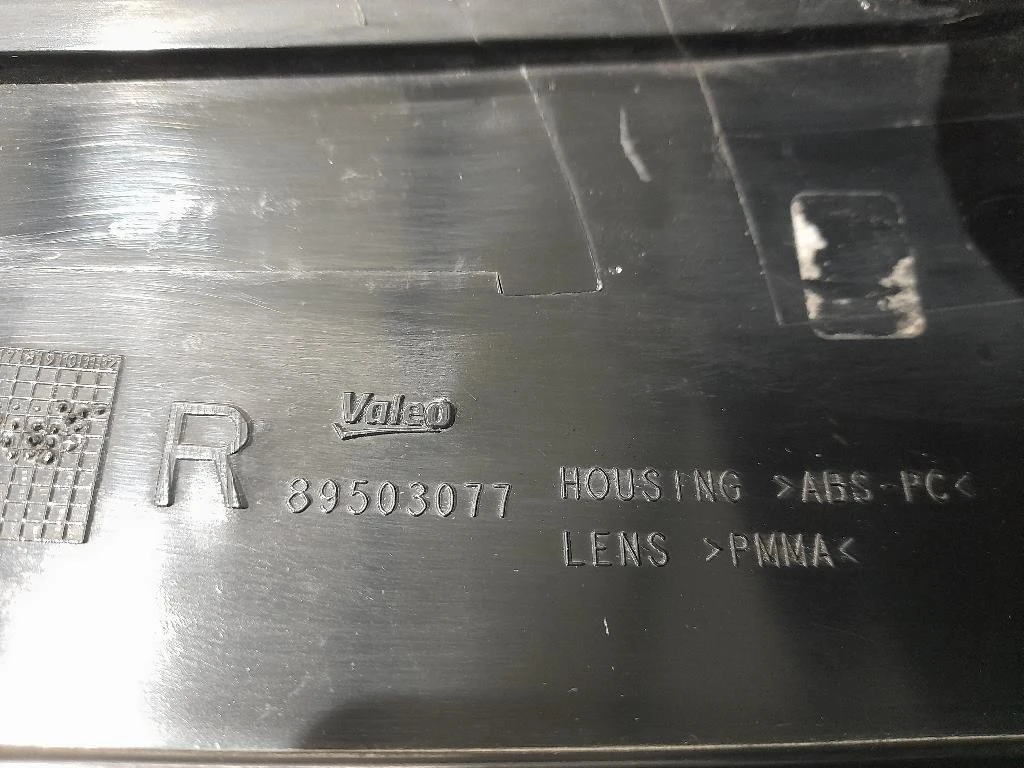 R
Valeo
89503077
HOUSING >ABS-PC<
LENS >PMMA<